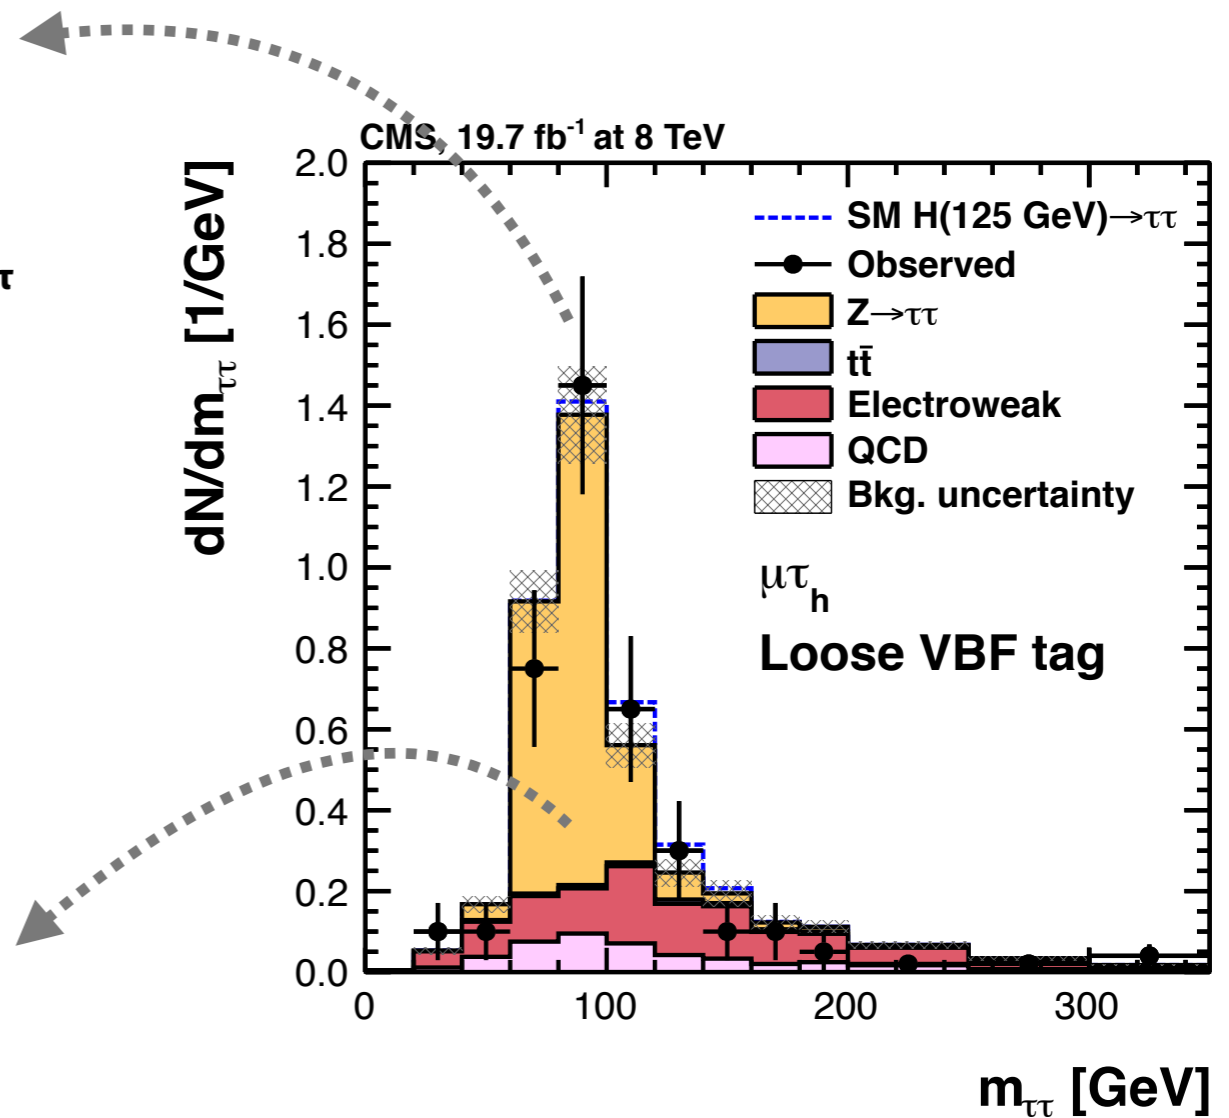 CMS, 19.7 fb⁻¹ at 8 TeV
τ
dN/dm_ττ [1/GeV]
2.0
1.8
1.6
1.4
1.2
1.0
0.8
0.6
0.4
0.2
0.0
SM H(125 GeV)→ττ
Observed
Z→ττ
tt̄
Electroweak
QCD
Bkg. uncertainty
μτ_h
Loose VBF tag
0 100 200 300
m_ττ [GeV]